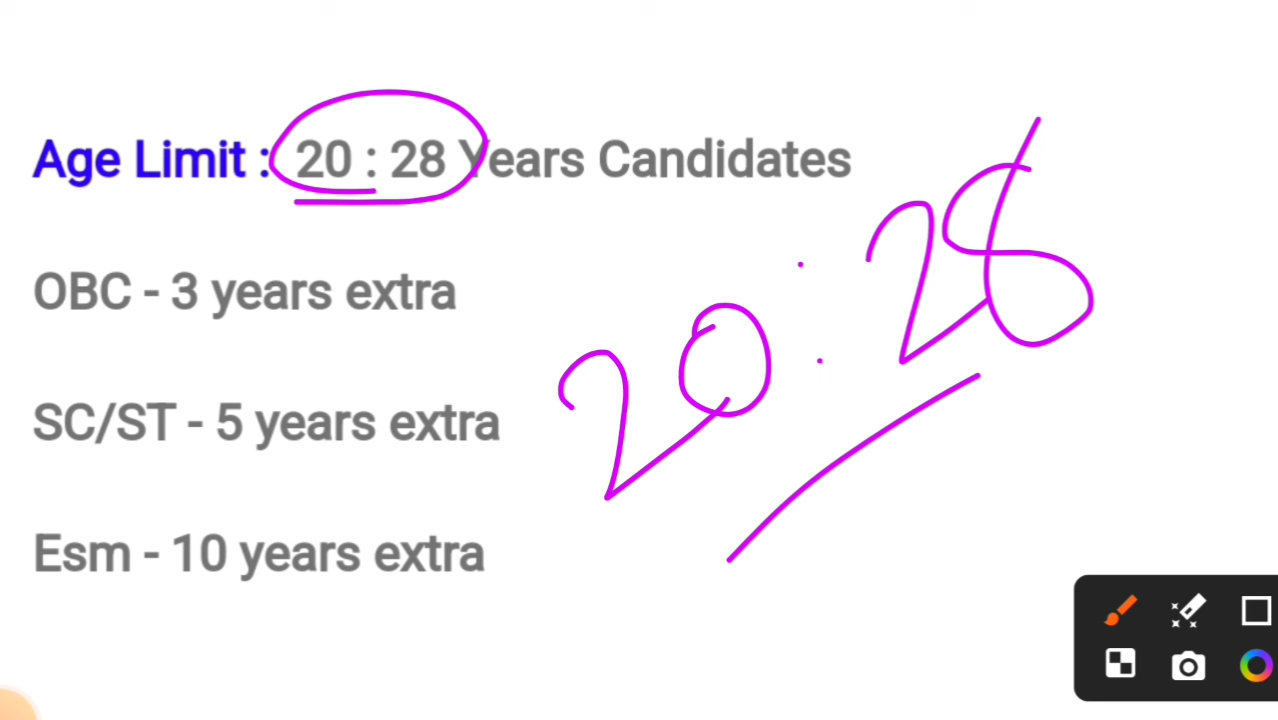 Age Limit : 20 : 28 Years Candidates
20 : 28
OBC - 3 years extra
SC/ST - 5 years extra
Esm - 10 years extra